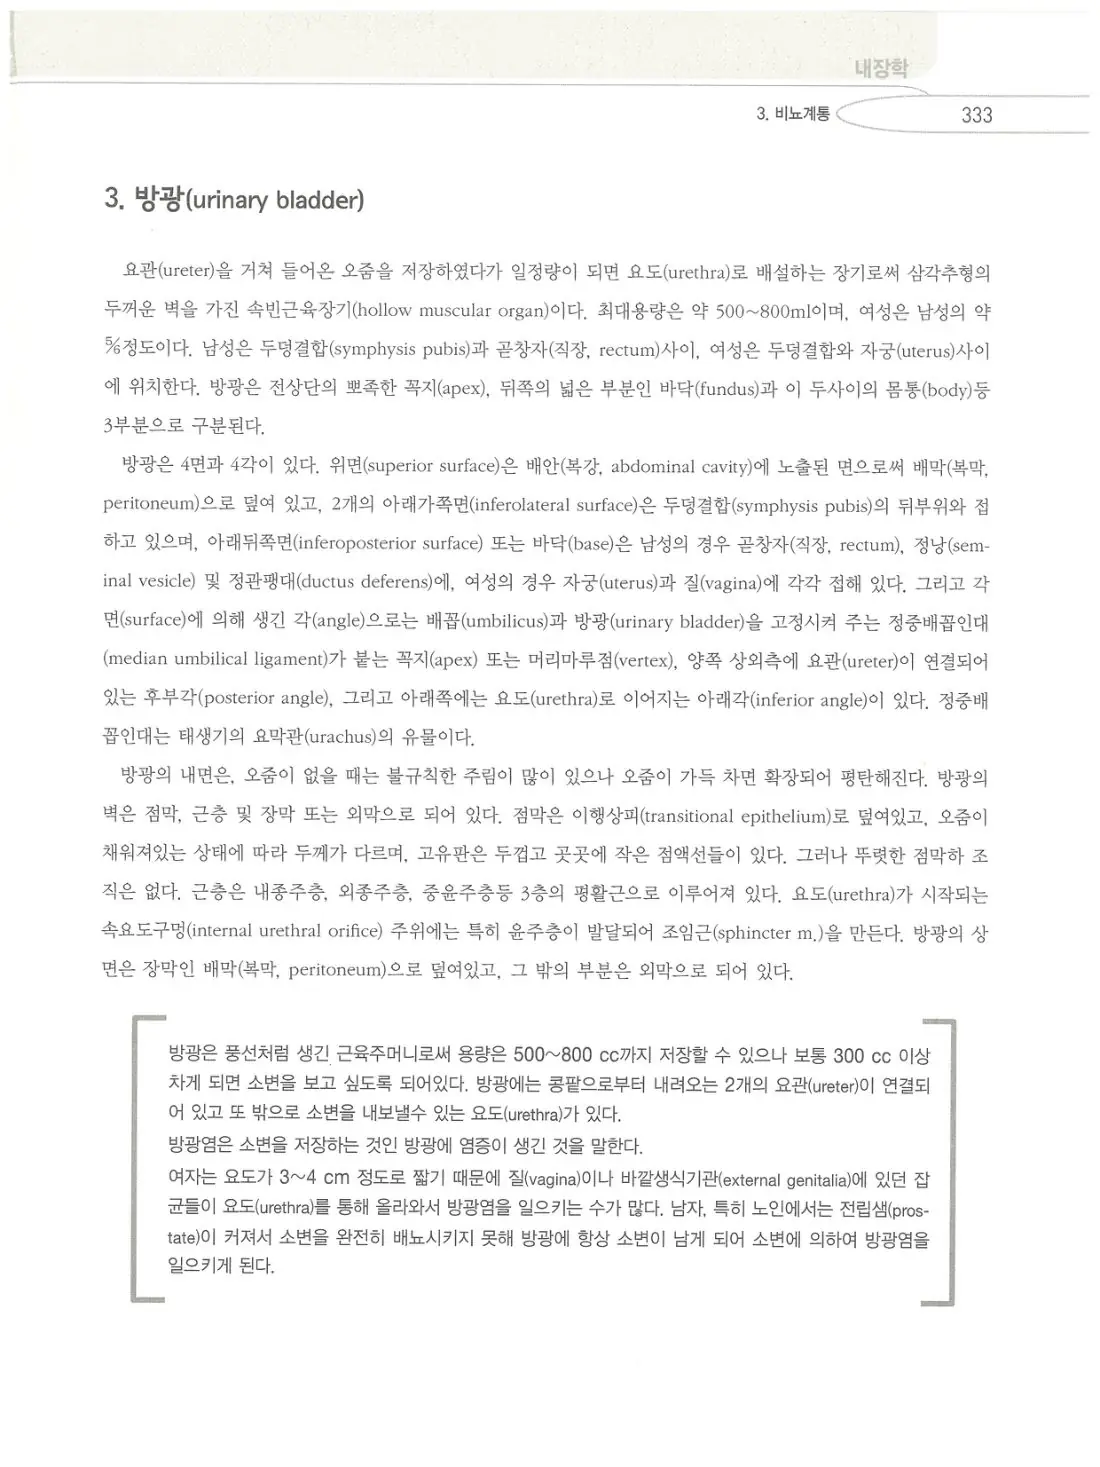 내장학
3. 비뇨계통
333
3. 방광(urinary bladder)
요관(ureter)을 거쳐 들어온 오줌을 저장하였다가 일정량이 되면 요도(urethra)로 배설하는 장기로써 삼각추형의
두꺼운 벽을 가진 속빈근육장기(hollow muscular organ)이다. 최대용량은 약 500~800ml이며, 여성은 남성의 약
⅚정도이다. 남성은 두덩결합(symphysis pubis)과 곧창자(직장, rectum)사이, 여성은 두덩결합와 자궁(uterus)사이
에 위치한다. 방광은 전상단의 뾰족한 꼭지(apex), 뒤쪽의 넓은 부분인 바닥(fundus)과 이 두사이의 몸통(body)등
3부분으로 구분된다.
방광은 4면과 4각이 있다. 위면(superior surface)은 배안(복강, abdominal cavity)에 노출된 면으로써 배막(복막,
peritoneum)으로 덮여 있고, 2개의 아래가쪽면(inferolateral surface)은 두덩결합(symphysis pubis)의 뒤부위와 접
하고 있으며, 아래뒤쪽면(inferoposterior surface) 또는 바닥(base)은 남성의 경우 곧창자(직장, rectum), 정낭(sem-
inal vesicle) 및 정관팽대(ductus deferens)에, 여성의 경우 자궁(uterus)과 질(vagina)에 각각 접해 있다. 그리고 각
면(surface)에 의해 생긴 각(angle)으로는 배꼽(umbilicus)과 방광(urinary bladder)을 고정시켜 주는 정중배꼽인대
(median umbilical ligament)가 붙는 꼭지(apex) 또는 머리마루점(vertex), 양쪽 상외측에 요관(ureter)이 연결되어
있는 후부각(posterior angle), 그리고 아래쪽에는 요도(urethra)로 이어지는 아래각(inferior angle)이 있다. 정중배
꼽인대는 태생기의 요막관(urachus)의 유물이다.
방광의 내면은, 오줌이 없을 때는 불규칙한 주림이 많이 있으나 오줌이 가득 차면 확장되어 평탄해진다. 방광의
벽은 점막, 근층 및 장막 또는 외막으로 되어 있다. 점막은 이행상피(transitional epithelium)로 덮여있고, 오줌이
채워져있는 상태에 따라 두께가 다르며, 고유판은 두껍고 곳곳에 작은 점액선들이 있다. 그러나 뚜렷한 점막하 조
직은 없다. 근층은 내종주층, 외종주층, 중윤주층등 3층의 평활근으로 이루어져 있다. 요도(urethra)가 시작되는
속요도구멍(internal urethral orifice) 주위에는 특히 윤주층이 발달되어 조임근(sphincter m.)을 만든다. 방광의 상
면은 장막인 배막(복막, peritoneum)으로 덮여있고, 그 밖의 부분은 외막으로 되어 있다.
방광은 풍선처럼 생긴 근육주머니로써 용량은 500~800 cc까지 저장할 수 있으나 보통 300 cc 이상
차게 되면 소변을 보고 싶도록 되어있다. 방광에는 콩팥으로부터 내려오는 2개의 요관(ureter)이 연결되
어 있고 또 밖으로 소변을 내보낼수 있는 요도(urethra)가 있다.
방광염은 소변을 저장하는 것인 방광에 염증이 생긴 것을 말한다.
여자는 요도가 3~4 cm 정도로 짧기 때문에 질(vagina)이나 바깥생식기관(external genitalia)에 있던 잡
균들이 요도(urethra)를 통해 올라와서 방광염을 일으키는 수가 많다. 남자, 특히 노인에서는 전립샘(pros-
tate)이 커져서 소변을 완전히 배뇨시키지 못해 방광에 항상 소변이 남게 되어 소변에 의하여 방광염을
일으키게 된다.